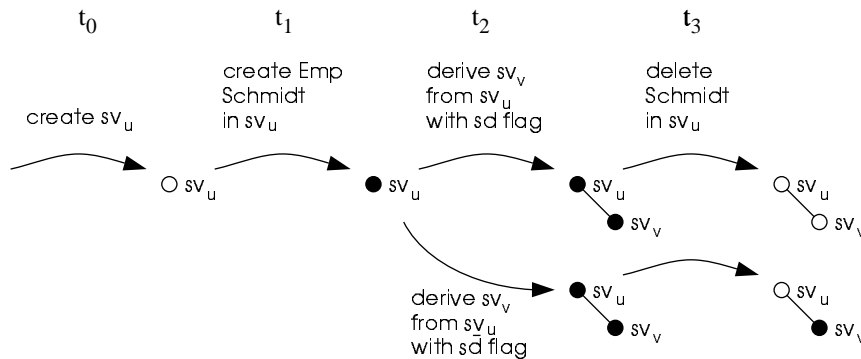 t0 t1 t2 t3
create svu
create Emp
Schmidt
in svu
derive svv
from svu
with sd flag
delete
Schmidt
in svu
svu
svu
svu
svv
svu
svv
derive svv
from svu
with sd̄ flag
svu
svv
svu
svv